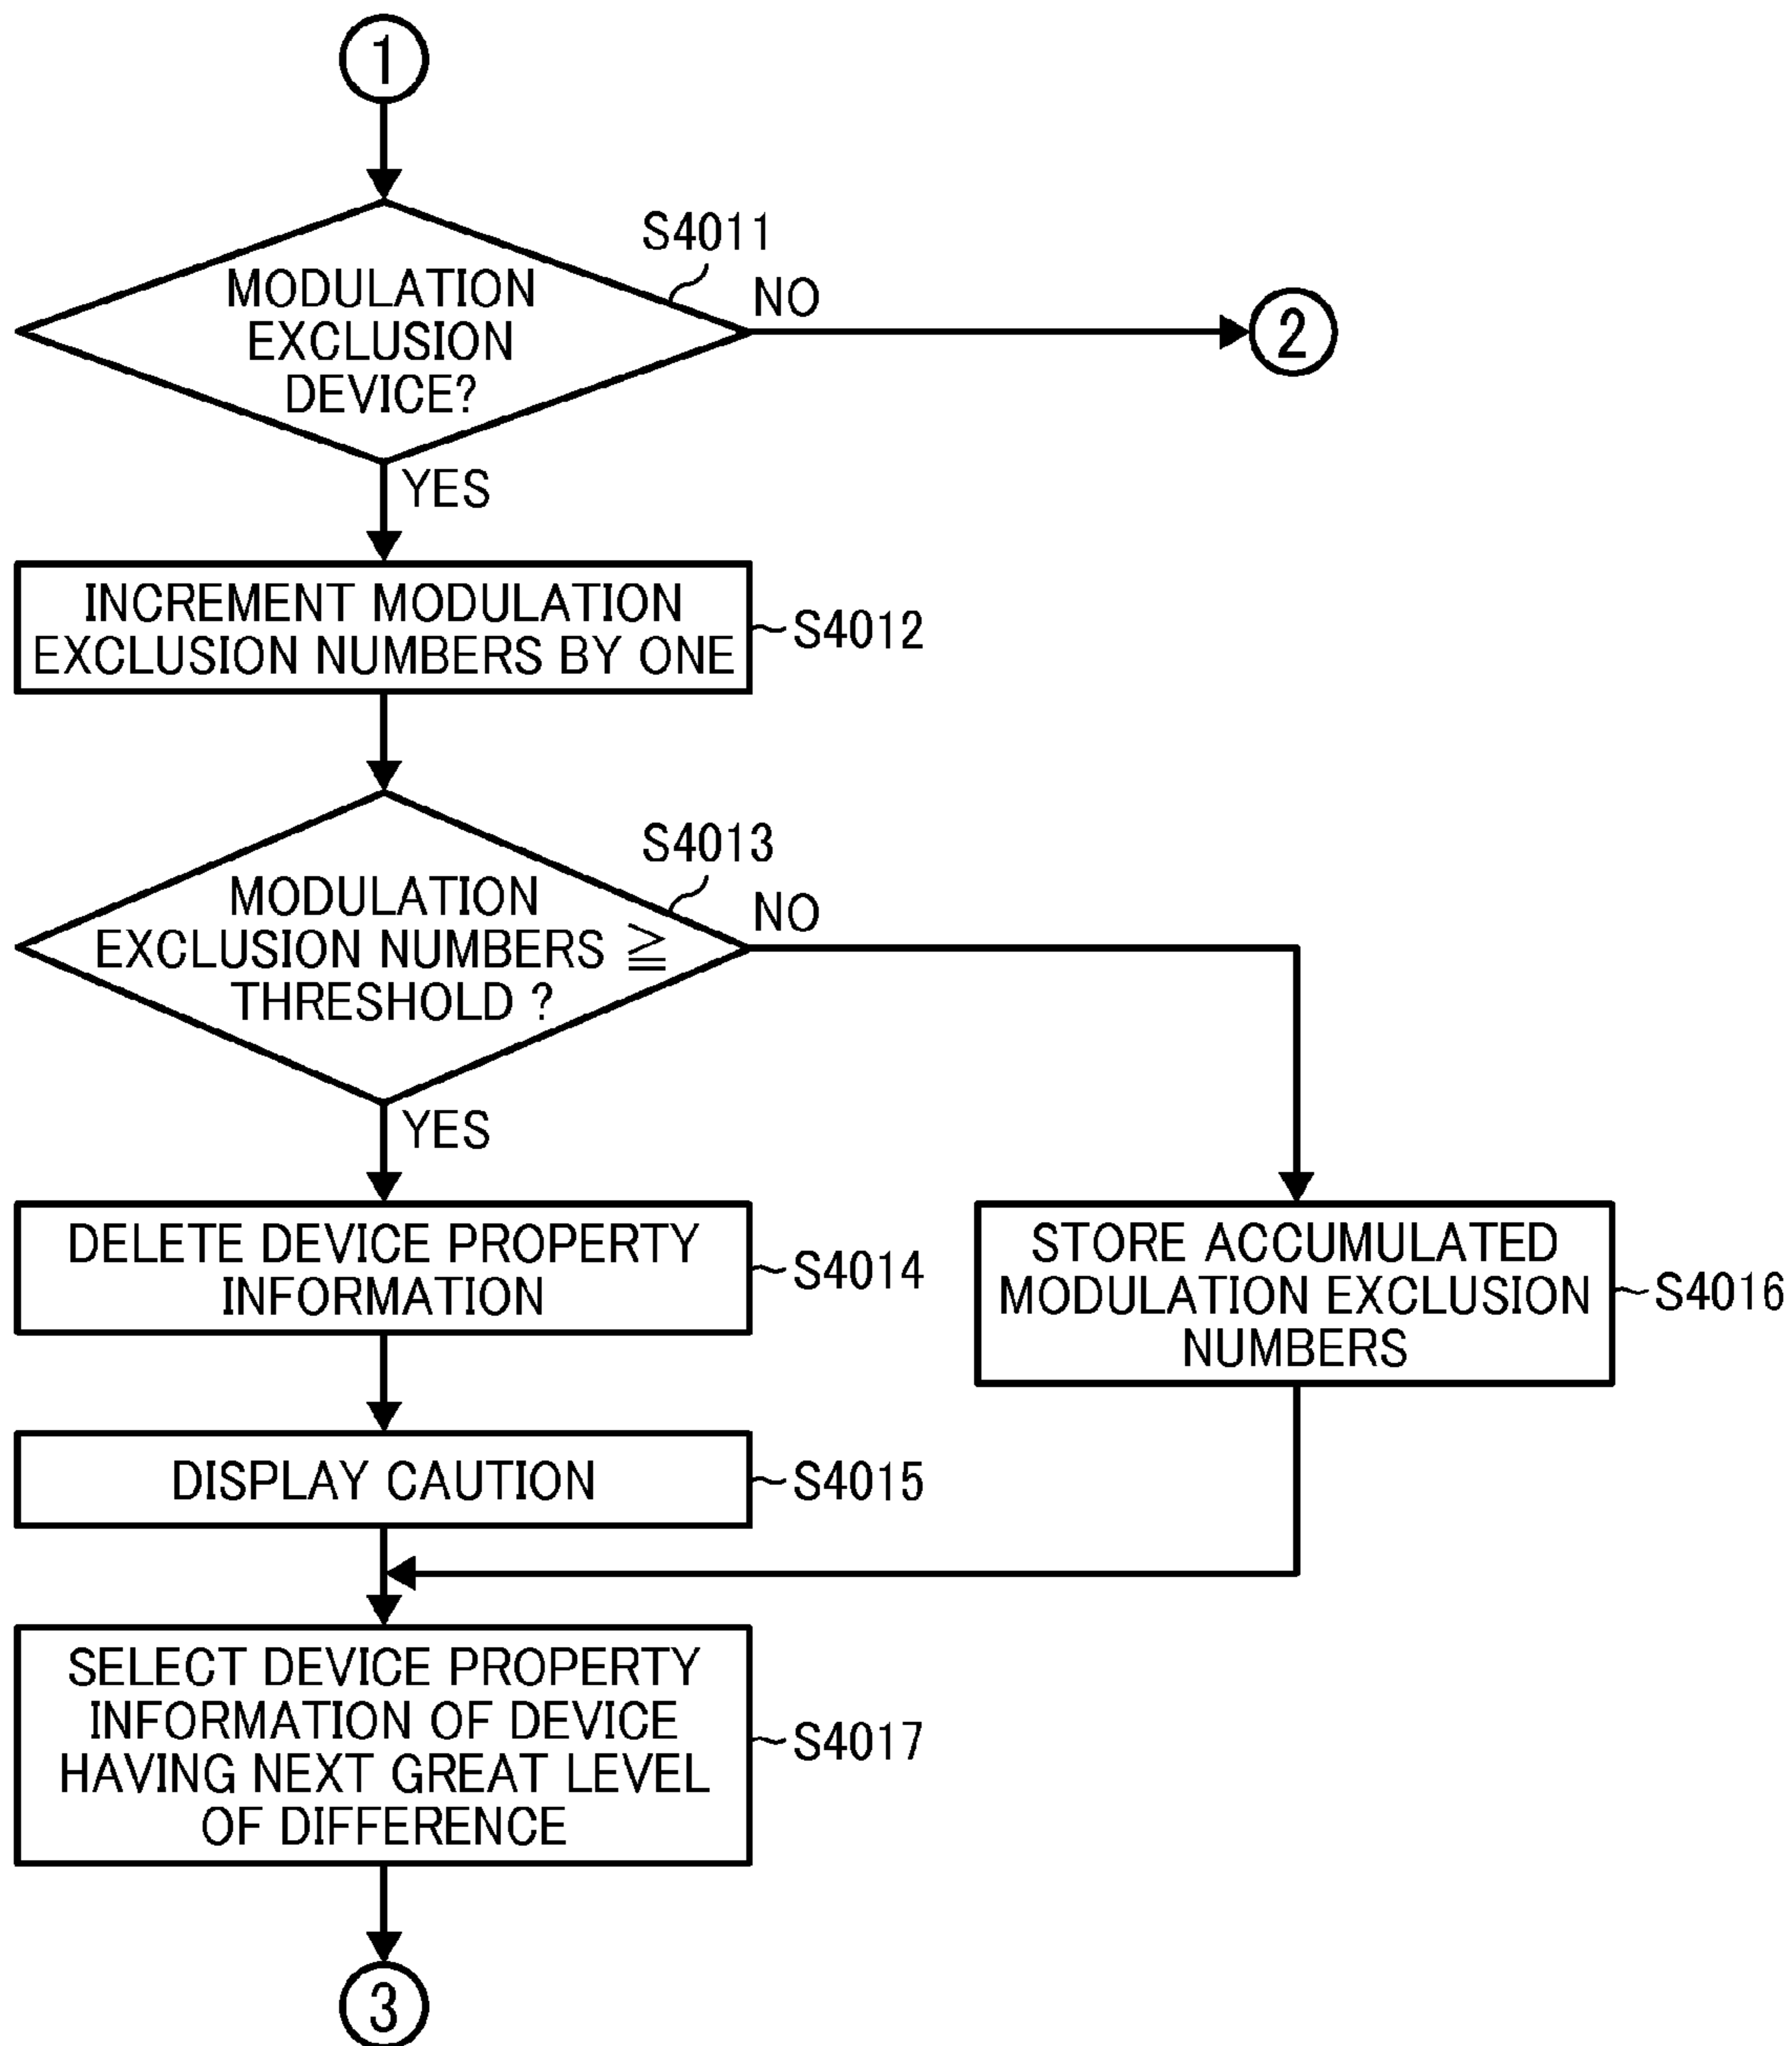 1
S4011
MODULATION
EXCLUSION
DEVICE?
NO
2
YES
INCREMENT MODULATION
EXCLUSION NUMBERS BY ONE
S4012
S4013
MODULATION
EXCLUSION NUMBERS ≧
THRESHOLD ?
NO
YES
DELETE DEVICE PROPERTY
INFORMATION
S4014
STORE ACCUMULATED
MODULATION EXCLUSION
NUMBERS
S4016
DISPLAY CAUTION
S4015
SELECT DEVICE PROPERTY
INFORMATION OF DEVICE
HAVING NEXT GREAT LEVEL
OF DIFFERENCE
S4017
3